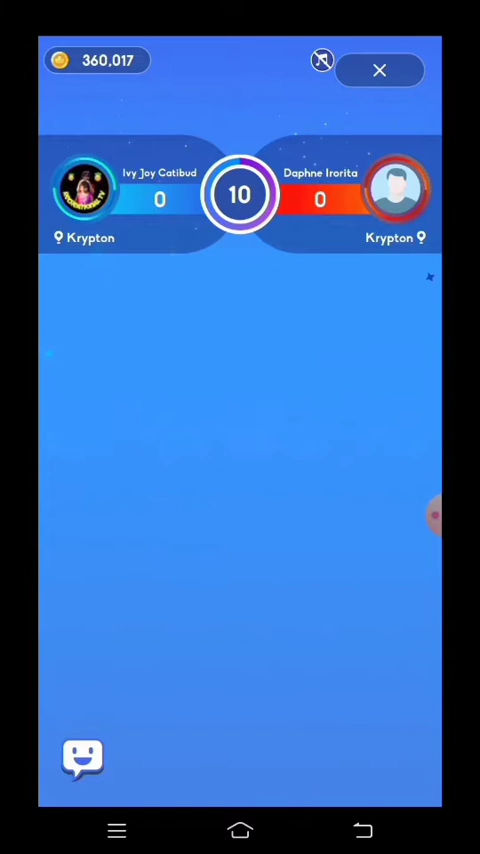 360,017
Ivy Joy Catibud
Daphne Irorita
0
10
0
Krypton
Krypton